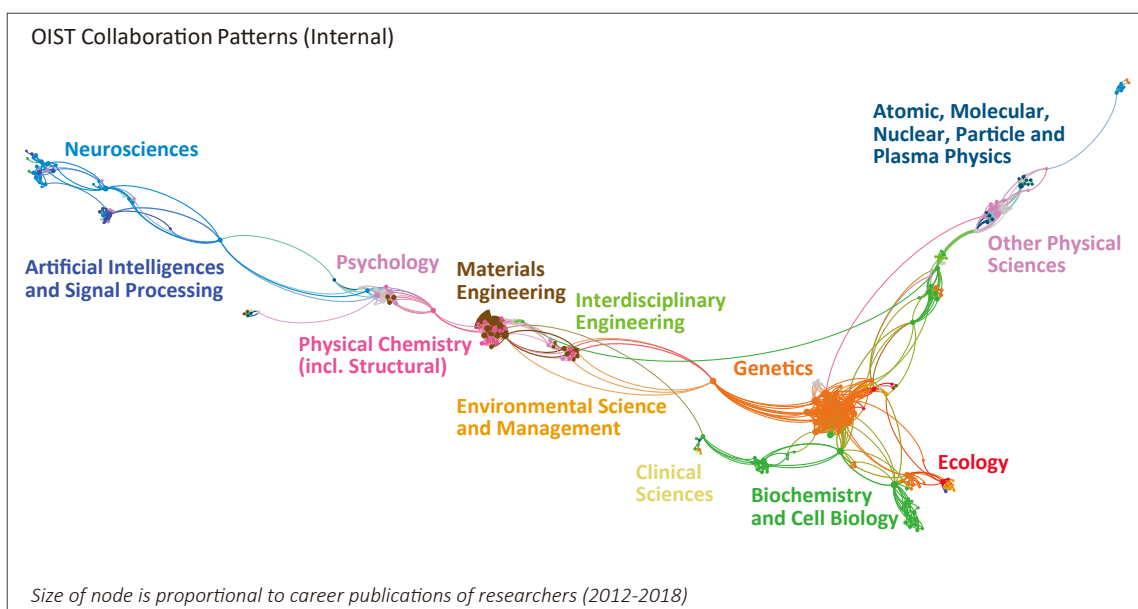 OIST Collaboration Patterns (Internal)
Neurosciences
Atomic, Molecular,
Nuclear, Particle and
Plasma Physics
Artificial Intelligences
and Signal Processing
Psychology
Other Physical
Sciences
Materials
Engineering
Interdisciplinary
Engineering
Physical Chemistry
(incl. Structural)
Genetics
Environmental Science
and Management
Clinical
Sciences
Ecology
Biochemistry
and Cell Biology
Size of node is proportional to career publications of researchers (2012-2018)